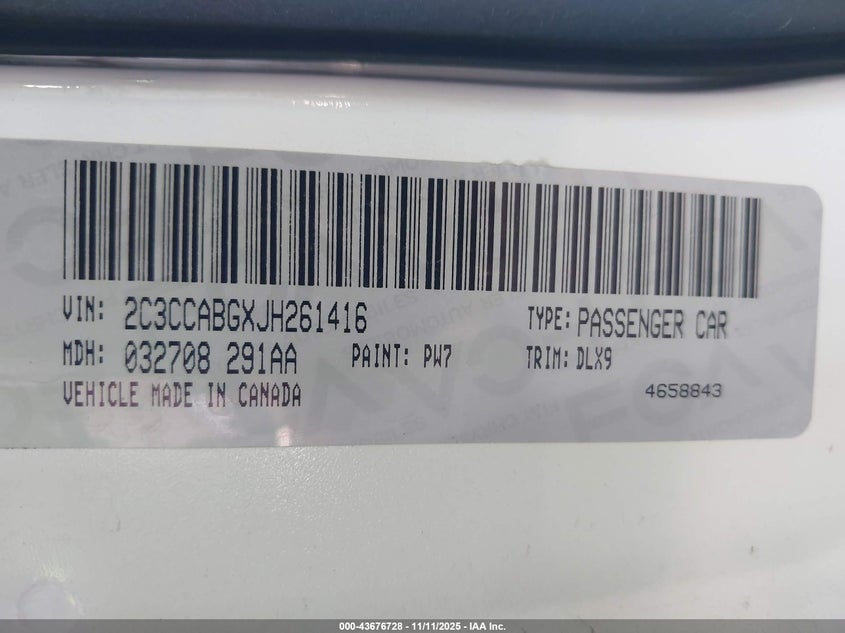 VIN: 2C3CCABGXJH261416 TYPE: PASSENGER CAR
MDH: 032708 291AA PAINT: PW7 TRIM: DLX9
VEHICLE MADE IN CANADA 4658843
000-43676728 - 11/11/2025 - IAA Inc.